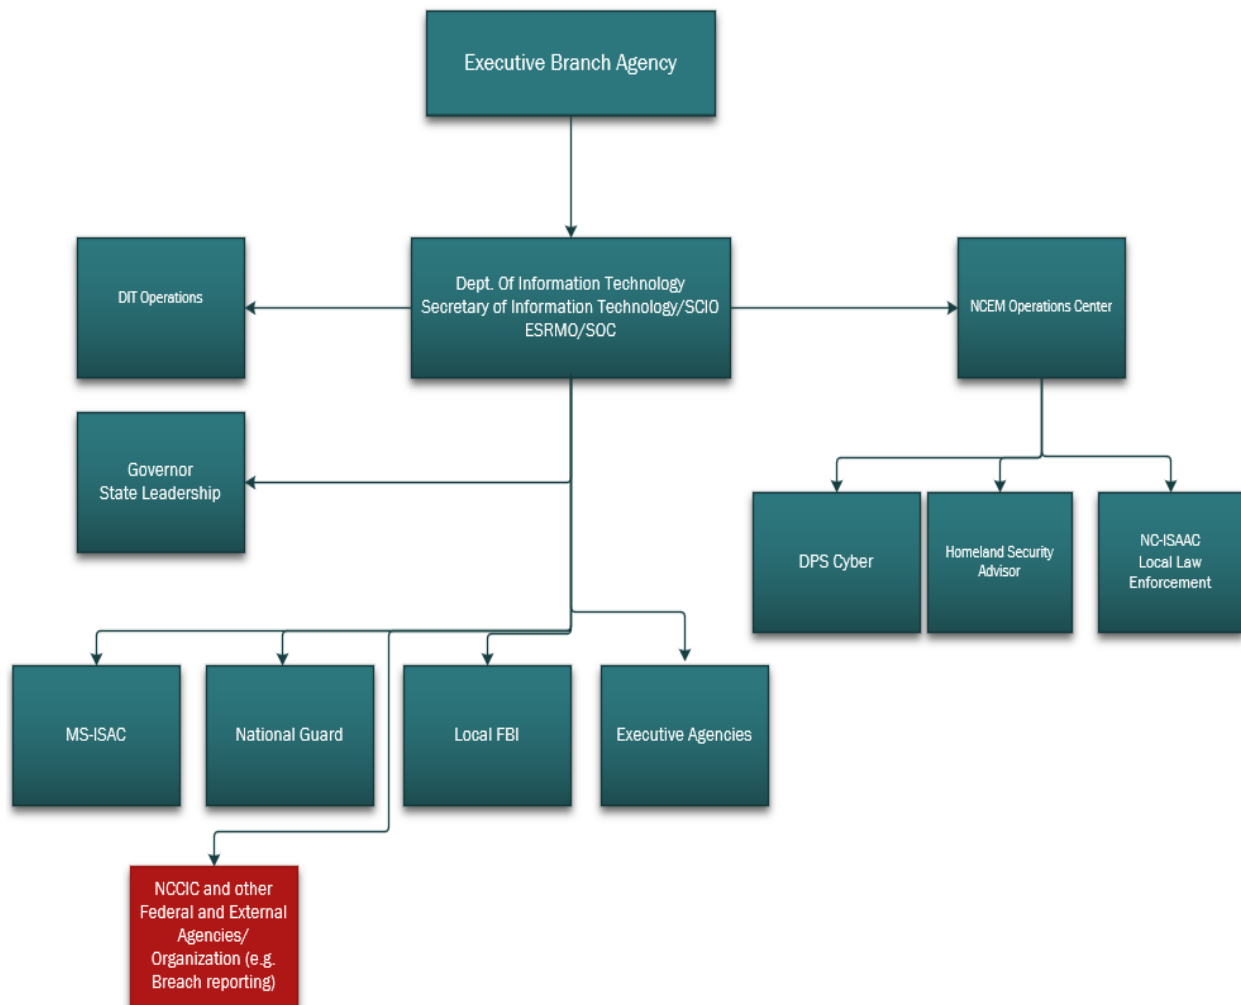 Executive Branch Agency
DIT Operations
Dept. Of Information Technology
Secretary of Information Technology/SCIO
ESRMO/SOC
NCEM Operations Center
Governor
State Leadership
DPS Cyber
Homeland Security
Advisor
NC-ISAAC
Local Law
Enforcement
MS-ISAC
National Guard
Local FBI
Executive Agencies
NCCIC and other
Federal and External
Agencies/
Organization (e.g.
Breach reporting)